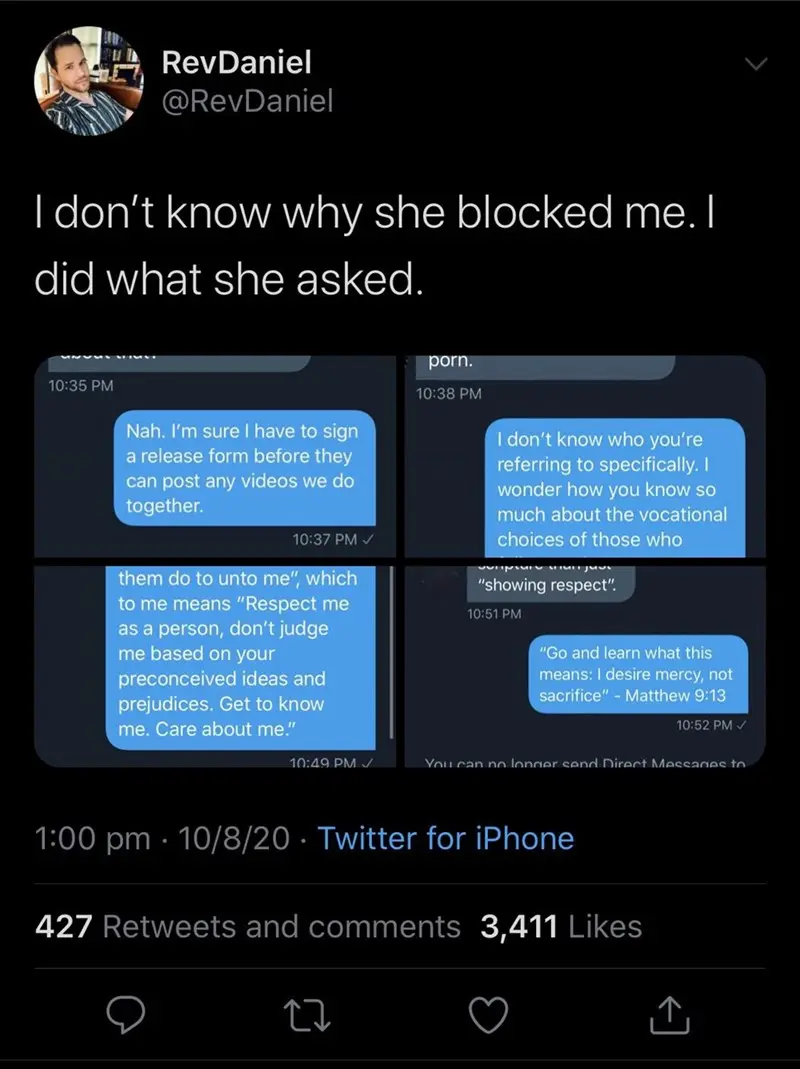 RevDaniel
@RevDaniel
I don't know why she blocked me. I
did what she asked.
about that?
10:35 PM
Nah. I'm sure I have to sign
a release form before they
can post any videos we do
together.
10:37 PM ✓
porn.
10:38 PM
I don't know who you're
referring to specifically. I
wonder how you know so
much about the vocational
choices of those who
them do to unto me", which
to me means "Respect me
as a person, don't judge
me based on your
preconceived ideas and
prejudices. Get to know
me. Care about me."
10:49 PM ✓
scripture than just
"showing respect".
10:51 PM
"Go and learn what this
means: I desire mercy, not
sacrifice" - Matthew 9:13
10:52 PM ✓
You can no longer send Direct Messages to
1:00 pm · 10/8/20 · Twitter for iPhone
427 Retweets and comments 3,411 Likes